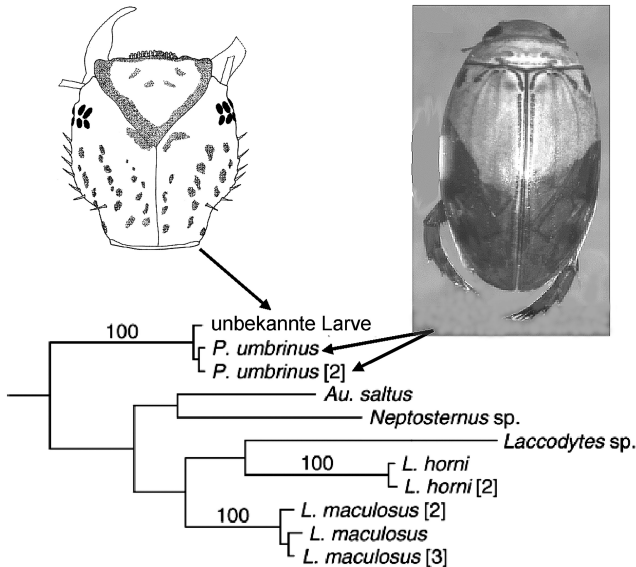 100
unbekannte Larve
P. umbrinus
P. umbrinus [2]
Au. saltus
Neptosternus sp.
Laccodytes sp.
100
L. horni
L. horni [2]
100
L. maculosus [2]
L. maculosus
L. maculosus [3]